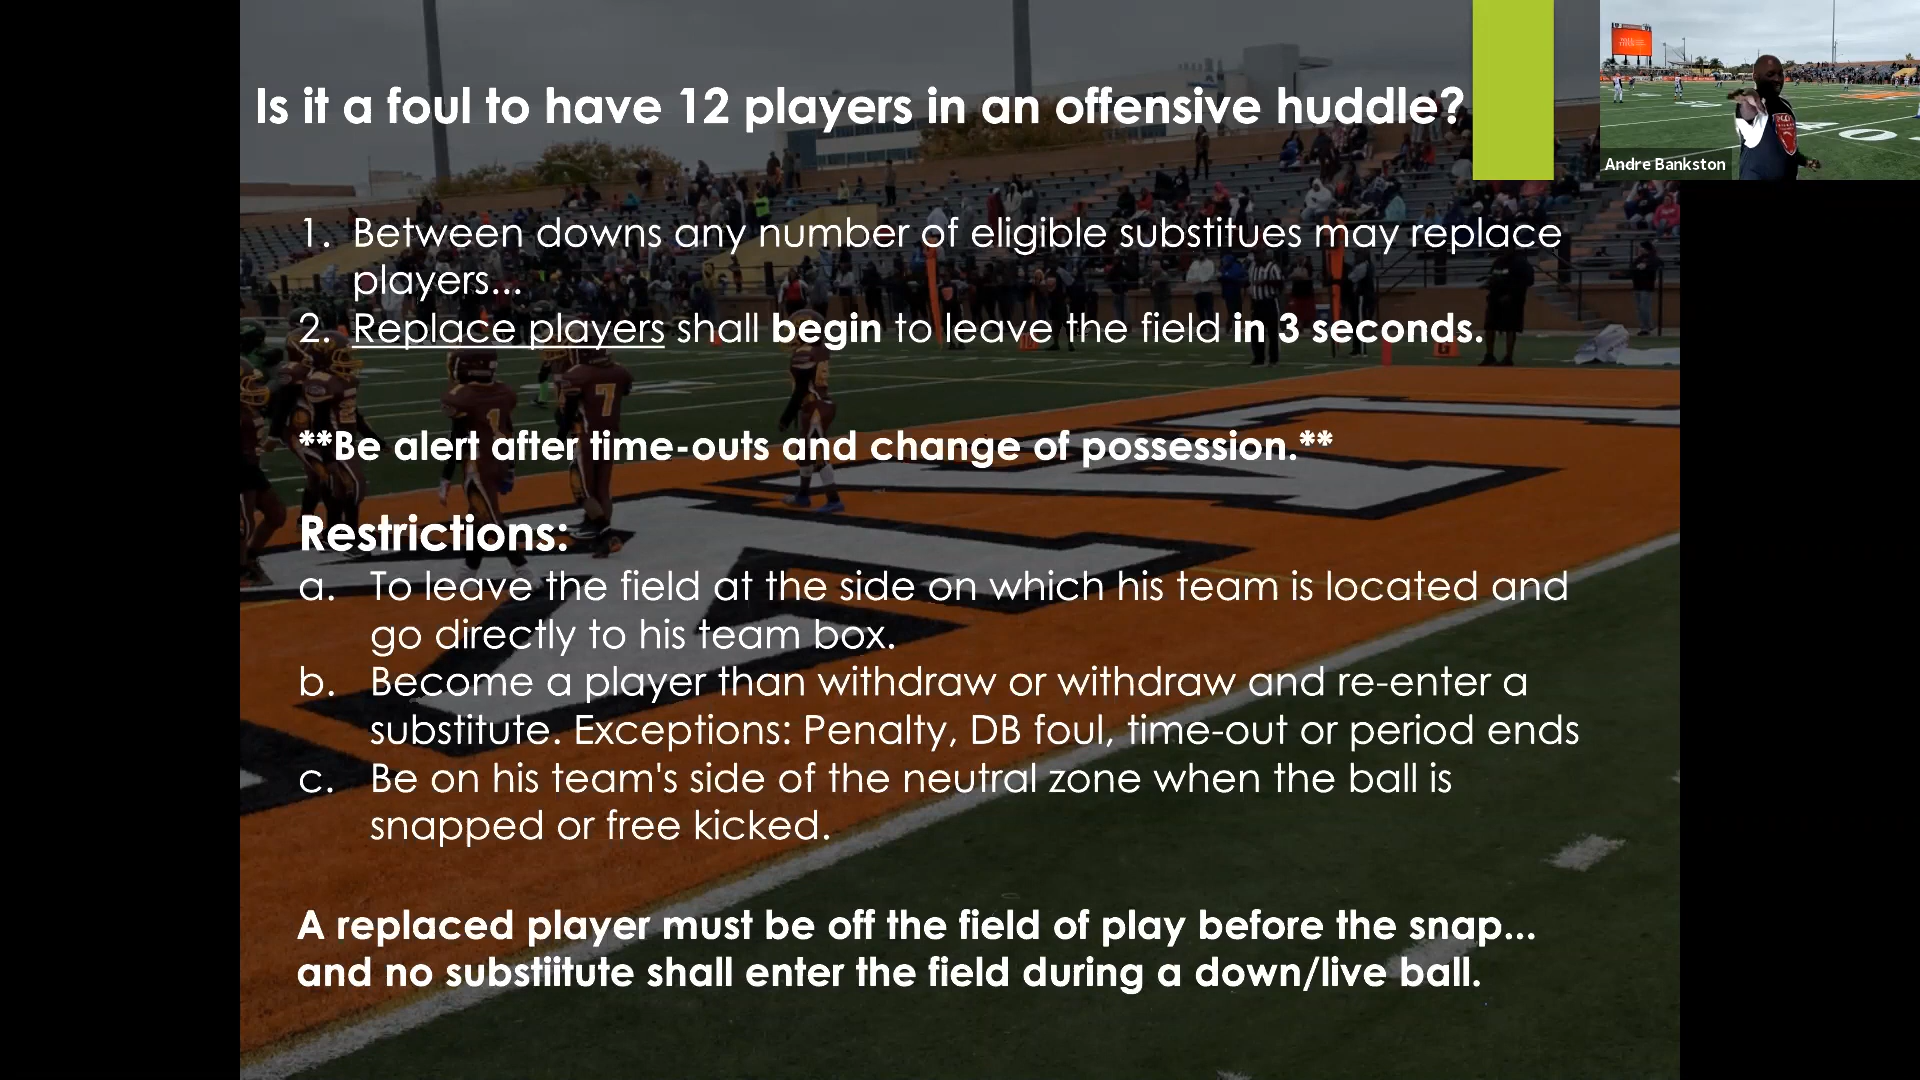 Is it a foul to have 12 players in an offensive huddle?
Andre Bankston
1. Between downs any number of eligible substitues may replace
players...
2. Replace players shall begin to leave the field in 3 seconds.
**Be alert after time-outs and change of possession.**
Restrictions:
a. To leave the field at the side on which his team is located and
go directly to his team box.
b. Become a player than withdraw or withdraw and re-enter a
substitute. Exceptions: Penalty, DB foul, time-out or period ends
c. Be on his team's side of the neutral zone when the ball is
snapped or free kicked.
A replaced player must be off the field of play before the snap...
and no substiitute shall enter the field during a down/live ball.
1
7